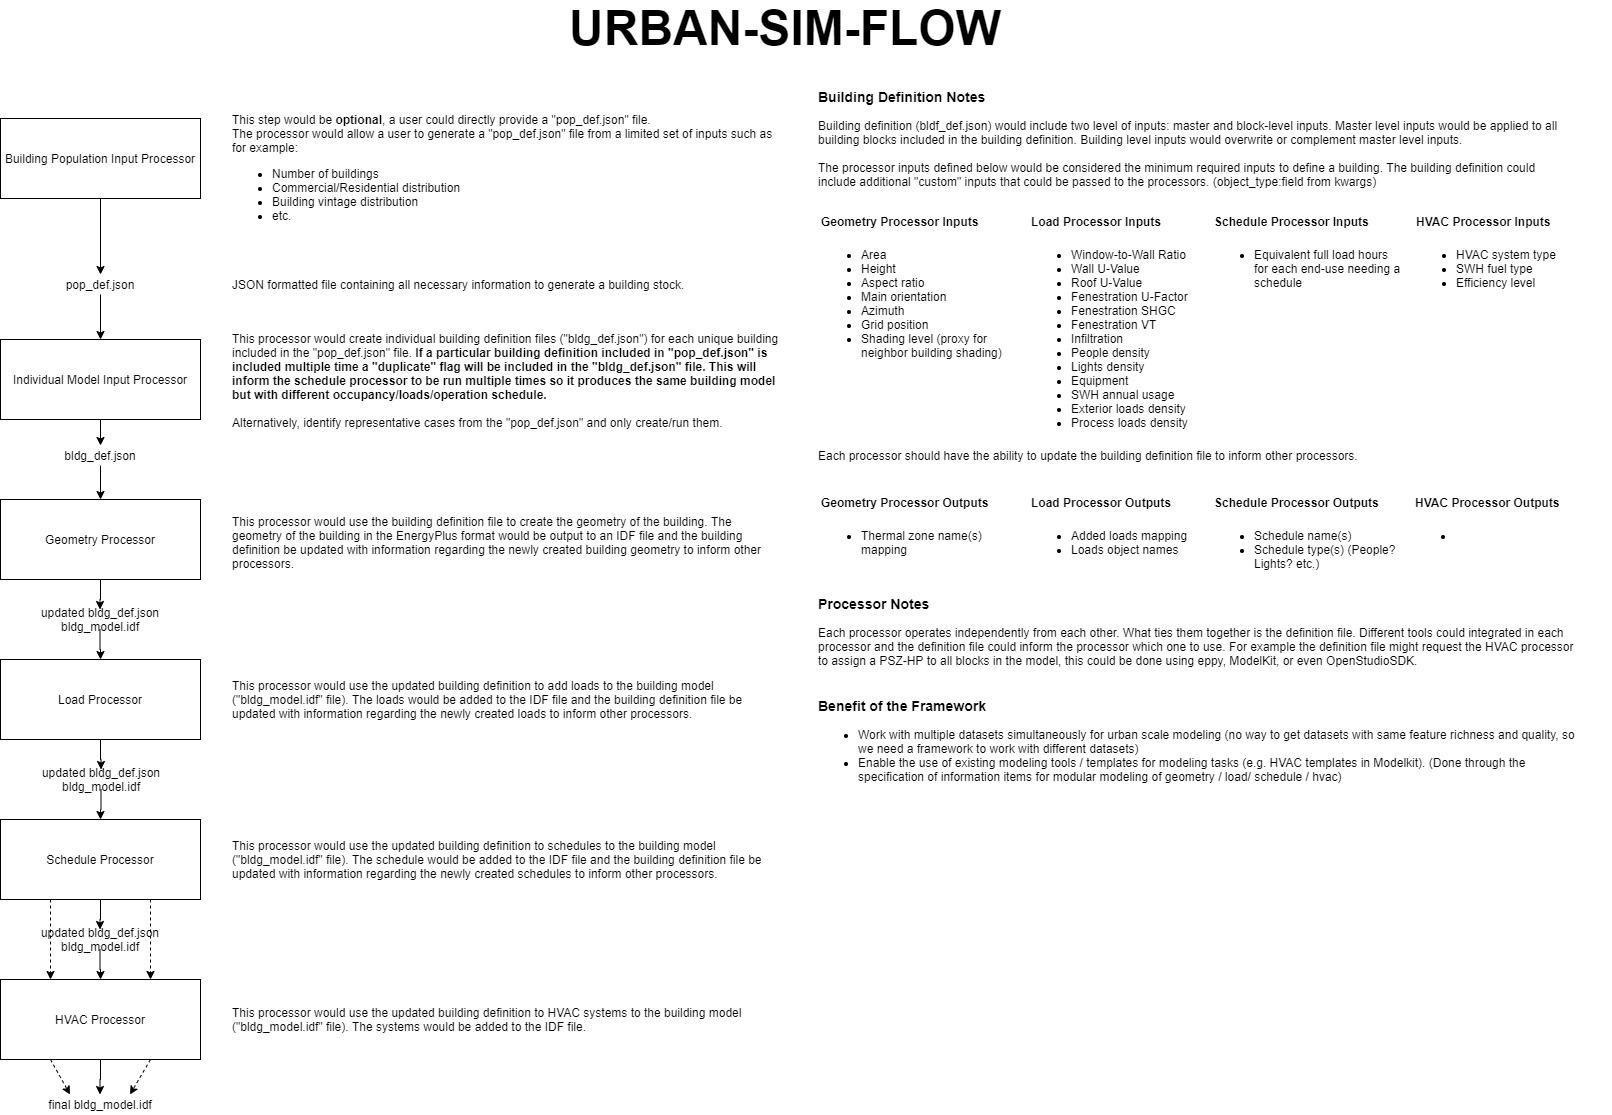 URBAN-SIM-FLOW
Building Population Input Processor
This step would be optional, a user could directly provide a "pop_def.json" file.
The processor would allow a user to generate a "pop_def.json" file from a limited set of inputs such as
for example:
Number of buildings
Commercial/Residential distribution
Building vintage distribution
etc.
pop_def.json
JSON formatted file containing all necessary information to generate a building stock.
Individual Model Input Processor
This processor would create individual building definition files ("bldg_def.json") for each unique building
included in the "pop_def.json" file. If a particular building definition included in "pop_def.json" is
included multiple time a "duplicate" flag will be included in the "bldg_def.json" file. This will
inform the schedule processor to be run multiple times so it produces the same building model
but with different occupancy/loads/operation schedule.
Alternatively, identify representative cases from the "pop_def.json" and only create/run them.
bldg_def.json
Geometry Processor
This processor would use the building definition file to create the geometry of the building. The
geometry of the building in the EnergyPlus format would be output to an IDF file and the building
definition be updated with information regarding the newly created building geometry to inform other
processors.
updated bldg_def.json
bldg_model.idf
Load Processor
This processor would use the updated building definition to add loads to the building model
("bldg_model.idf" file). The loads would be added to the IDF file and the building definition file be
updated with information regarding the newly created loads to inform other processors.
updated bldg_def.json
bldg_model.idf
Schedule Processor
This processor would use the updated building definition to schedules to the building model
("bldg_model.idf" file). The schedule would be added to the IDF file and the building definition file be
updated with information regarding the newly created schedules to inform other processors.
updated bldg_def.json
bldg_model.idf
HVAC Processor
This processor would use the updated building definition to HVAC systems to the building model
("bldg_model.idf" file). The systems would be added to the IDF file.
final bldg_model.idf
Building Definition Notes
Building definition (bldf_def.json) would include two level of inputs: master and block-level inputs. Master level inputs would be applied to all
building blocks included in the building definition. Building level inputs would overwrite or complement master level inputs.
The processor inputs defined below would be considered the minimum required inputs to define a building. The building definition could
include additional "custom" inputs that could be passed to the processors. (object_type:field from kwargs)
Geometry Processor Inputs
Area
Height
Aspect ratio
Main orientation
Azimuth
Grid position
Shading level (proxy for
neighbor building shading)
Load Processor Inputs
Window-to-Wall Ratio
Wall U-Value
Roof U-Value
Fenestration U-Factor
Fenestration SHGC
Fenestration VT
Infiltration
People density
Lights density
Equipment
SWH annual usage
Exterior loads density
Process loads density
Schedule Processor Inputs
Equivalent full load hours
for each end-use needing a
schedule
HVAC Processor Inputs
HVAC system type
SWH fuel type
Efficiency level
Each processor should have the ability to update the building definition file to inform other processors.
Geometry Processor Outputs
Thermal zone name(s)
mapping
Load Processor Outputs
Added loads mapping
Loads object names
Schedule Processor Outputs
Schedule name(s)
Schedule type(s) (People?
Lights? etc.)
HVAC Processor Outputs
Processor Notes
Each processor operates independently from each other. What ties them together is the definition file. Different tools could integrated in each
processor and the definition file could inform the processor which one to use. For example the definition file might request the HVAC processor
to assign a PSZ-HP to all blocks in the model, this could be done using eppy, ModelKit, or even OpenStudioSDK.
Benefit of the Framework
Work with multiple datasets simultaneously for urban scale modeling (no way to get datasets with same feature richness and quality, so
we need a framework to work with different datasets)
Enable the use of existing modeling tools / templates for modeling tasks (e.g. HVAC templates in Modelkit). (Done through the
specification of information items for modular modeling of geometry / load/ schedule / hvac)